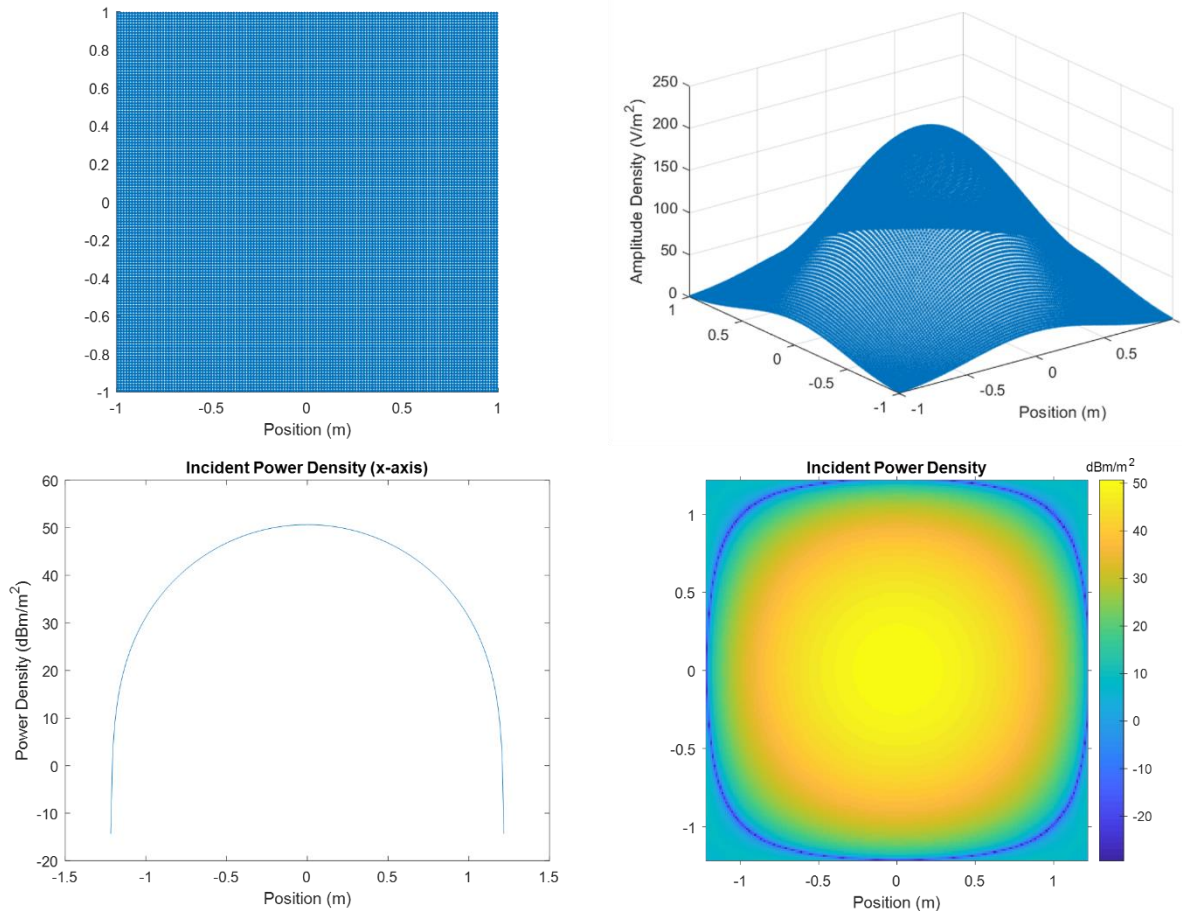 1
0.8
0.6
0.4
0.2
0
-0.2
-0.4
-0.6
-0.8
-1
-1 -0.5 0 0.5 1
Position (m)
Amplitude Density (V/m²)
250
200
150
100
50
0
1 0.5 0 -0.5 -1
-1 -0.5 0 0.5
Position (m)
Incident Power Density (x-axis)
Power Density (dBm/m²)
60
50
40
30
20
10
0
-10
-20
-1.5 -1 -0.5 0 0.5 1 1.5
Position (m)
Incident Power Density
dBm/m²
1
0.5
0
-0.5
-1
-1 -0.5 0 0.5 1
Position (m)
50
40
30
20
10
0
-10
-20